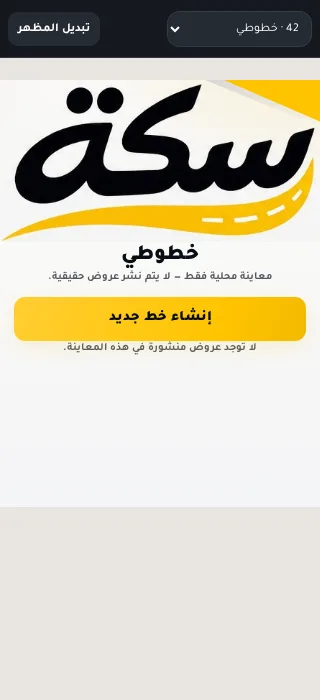 42 · خطوطي
تبديل المظهر
سكة
خطوطي
معاينة محلية فقط — لا يتم نشر عروض حقيقية.
إنشاء خط جديد
لا توجد عروض منشورة في هذه المعاينة.